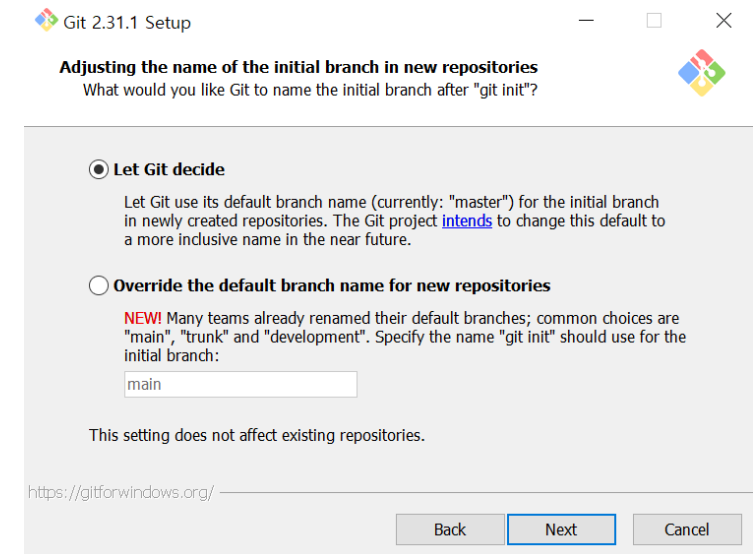 Git 2.31.1 Setup
Adjusting the name of the initial branch in new repositories
What would you like Git to name the initial branch after "git init"?
Let Git decide
Let Git use its default branch name (currently: "master") for the initial branch
in newly created repositories. The Git project intends to change this default to
a more inclusive name in the near future.
Override the default branch name for new repositories
NEW! Many teams already renamed their default branches; common choices are
"main", "trunk" and "development". Specify the name "git init" should use for the
initial branch:
main
This setting does not affect existing repositories.
https://gitforwindows.org/
Back Next Cancel